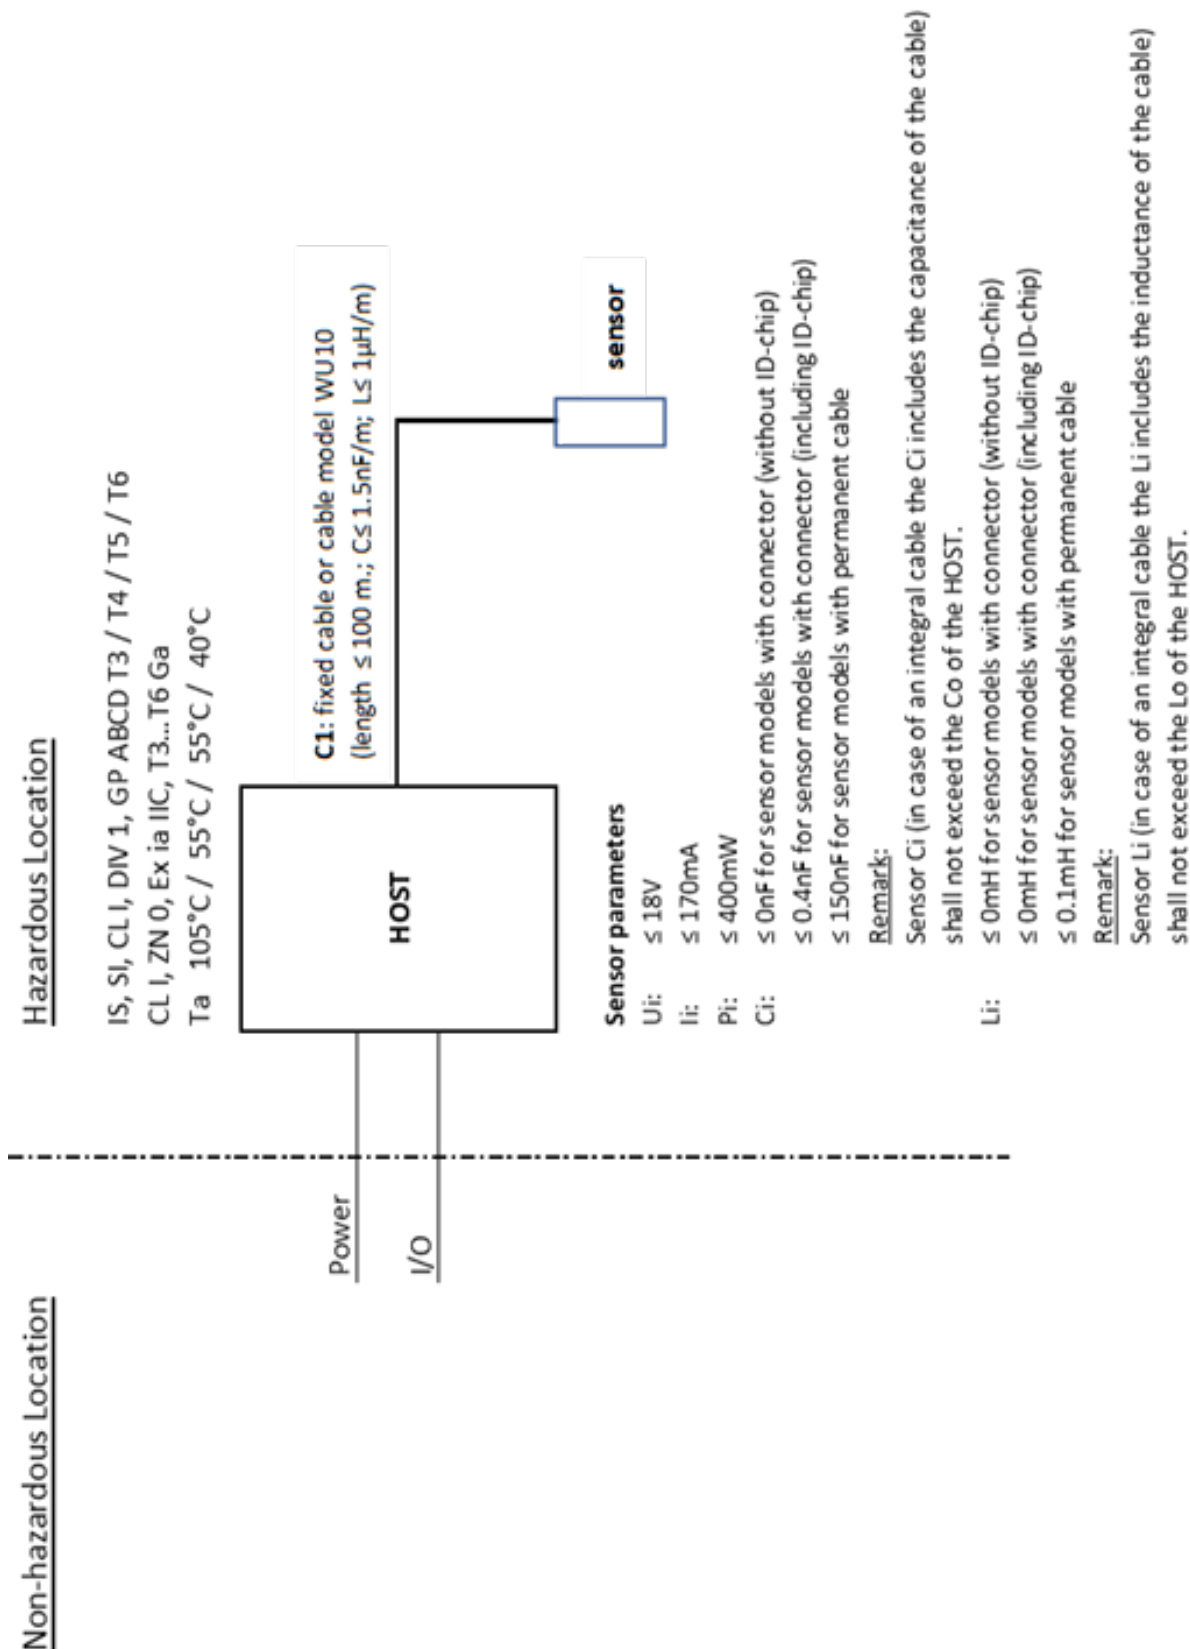 Non-hazardous Location
Hazardous Location
IS, SI, CL I, DIV 1, GP ABCD T3 / T4 / T5 / T6
CL I, ZN 0, Ex ia IIC, T3...T6 Ga
Ta 105°C / 55°C / 55°C / 40°C
Power
I/O
HOST
C1: fixed cable or cable model WU10
(length ≤ 100 m.; C≤ 1.5nF/m; L≤ 1µH/m)
sensor
Sensor parameters
Ui: ≤ 18V
Ii: ≤ 170mA
Pi: ≤ 400mW
Ci: ≤ 0nF for sensor models with connector (without ID-chip)
≤ 0.4nF for sensor models with connector (including ID-chip)
≤ 150nF for sensor models with permanent cable
Remark:
Sensor Ci (in case of an integral cable the Ci includes the capacitance of the cable)
shall not exceed the Co of the HOST.
Li: ≤ 0mH for sensor models with connector (without ID-chip)
≤ 0mH for sensor models with connector (including ID-chip)
≤ 0.1mH for sensor models with permanent cable
Remark:
Sensor Li (in case of an integral cable the Li includes the inductance of the cable)
shall not exceed the Lo of the HOST.